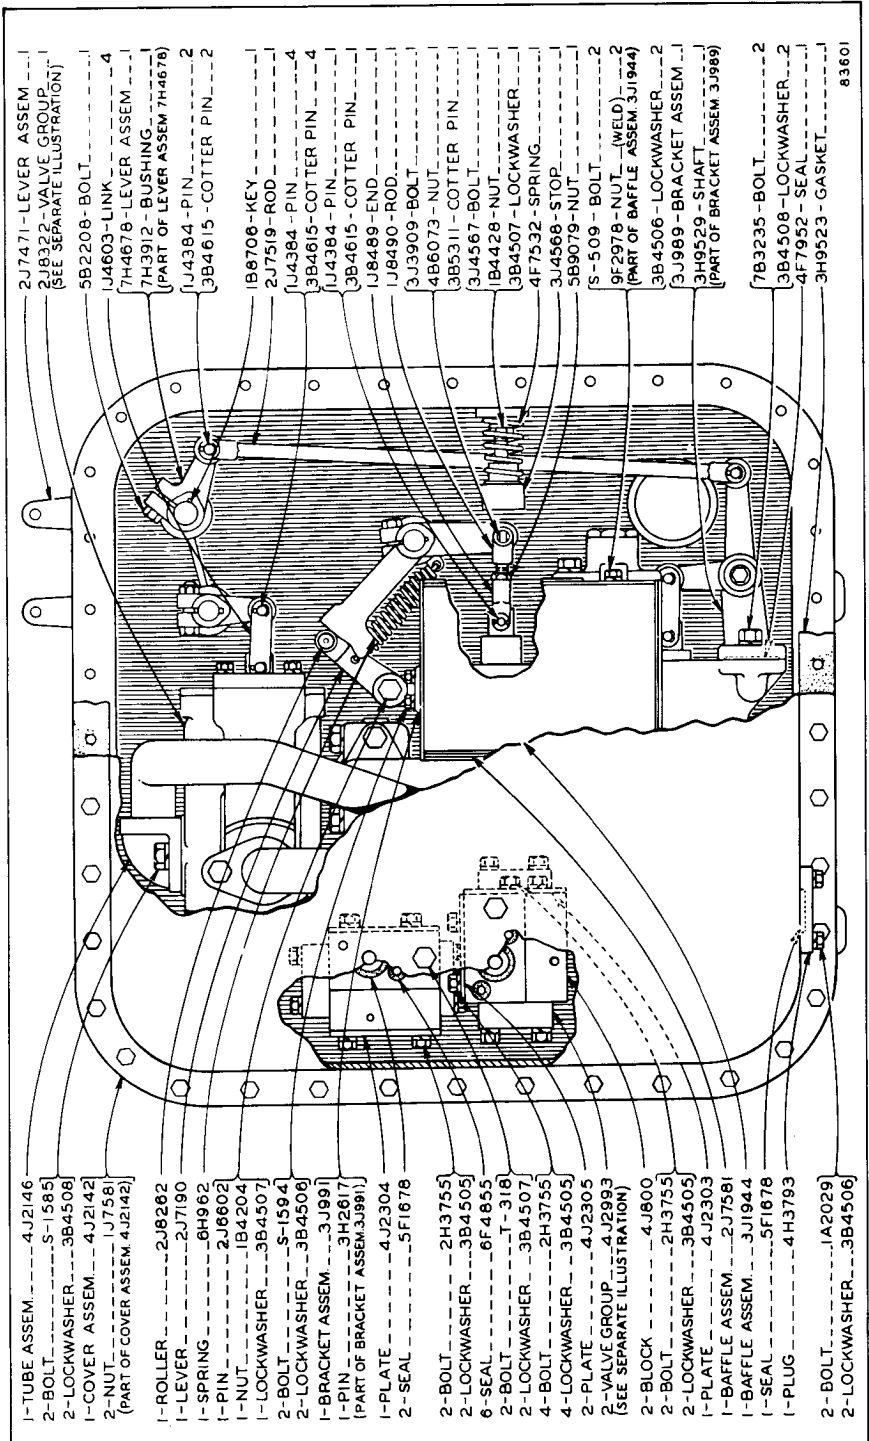 1-TUBE ASSEM.----4J2146
2-BOLT-------S-1585
2-LOCKWASHER---3B4508
1-COVER ASSEM---4J2142
2-NUT----------1J7581
(PART OF COVER ASSEM. 4J2142)
1-ROLLER--------2J8262
1-LEVER---------2J7190
1-SPRING--------6H962
1-PIN-----------2J6602
1-NUT-----------1B4204
1-LOCKWASHER---3B4507
2-BOLT--------S-1594
2-LOCKWASHER---3B4506
1-BRACKET ASSEM---3J991
1-PIN----3H2617
(PART OF BRACKET ASSEM.3J991)
1-PLATE--------4J2304
2-SEAL---------5F1678
2-BOLT---------2H3755
2-LOCKWASHER---3B4505
6-SEAL---------6F4855
2-BOLT--------T-318
2-LOCKWASHER---3B4507
4-BOLT---------2H3755
4-LOCKWASHER---3B4505
2-PLATE--------4J2305
2-VALVE GROUP---4J2993
(SEE SEPARATE ILLUSTRATION)
2-BLOCK--------4J800
2-BOLT---------2H3755
2-LOCKWASHER---3B4505
1-PLATE--------4J2303
1-BAFFLE ASSEM---2J7581
1-BAFFLE ASSEM---3J1944
1-SEAL---------5F1678
1-PLUG---------4H3793
2-BOLT---------1A2029
2-LOCKWASHER---3B4506
2J7471-LEVER ASSEM---1
2J8322-VALVE GROUP---1
(SEE SEPARATE ILLUSTRATION)
5B2208-BOLT--------1
1J4603-LINK--------4
7H4678-LEVER ASSEM---1
7H3912-BUSHING-----1
(PART OF LEVER ASSEM 7H4678)
1J4384-PIN---------2
3B4615-COTTER PIN---2
1B8706-KEY---------1
2J7519-ROD---------1
1J4384-PIN---------4
3B4615-COTTER PIN---4
1J4384-PIN---------1
3B4615-COTTER PIN---1
1J8489-END---------1
1J8490-ROD---------1
3J3909-BOLT--------1
4B6073-NUT---------1
3B5311-COTTER PIN---1
3J4567-BOLT--------1
1B4428-NUT---------1
3B4507-LOCKWASHER---1
4F7532-SPRING------1
3J4568-STOP--------1
5B9079-NUT---------1
S-509-BOLT---------2
9F2978-NUT--(WELD)---2
(PART OF BAFFLE ASSEM. 3J1944)
3B4506-LOCKWASHER---2
3J989-BRACKET ASSEM---1
3H9529-SHAFT-------1
(PART OF BRACKET ASSEM 3J989)
7B3235-BOLT--------2
3B4508-LOCKWASHER---2
4F7952-SEAL--------1
3H9523-GASKET------1
83601